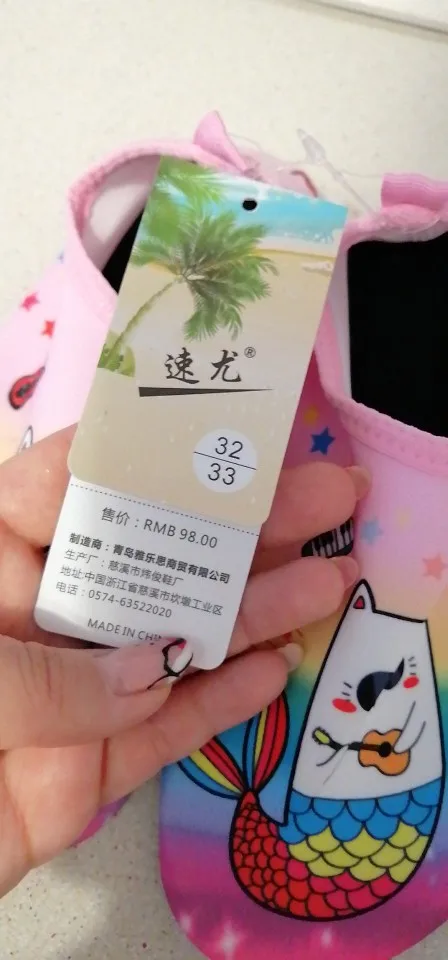 速尤®
32
33
售价：RMB 98.00
制造商：青岛雅乐恩商贸有限公司
生产厂：慈溪市炜俊鞋厂
地址:中国浙江省慈溪市坎墩工业区
电话：0574-63522020
MADE IN